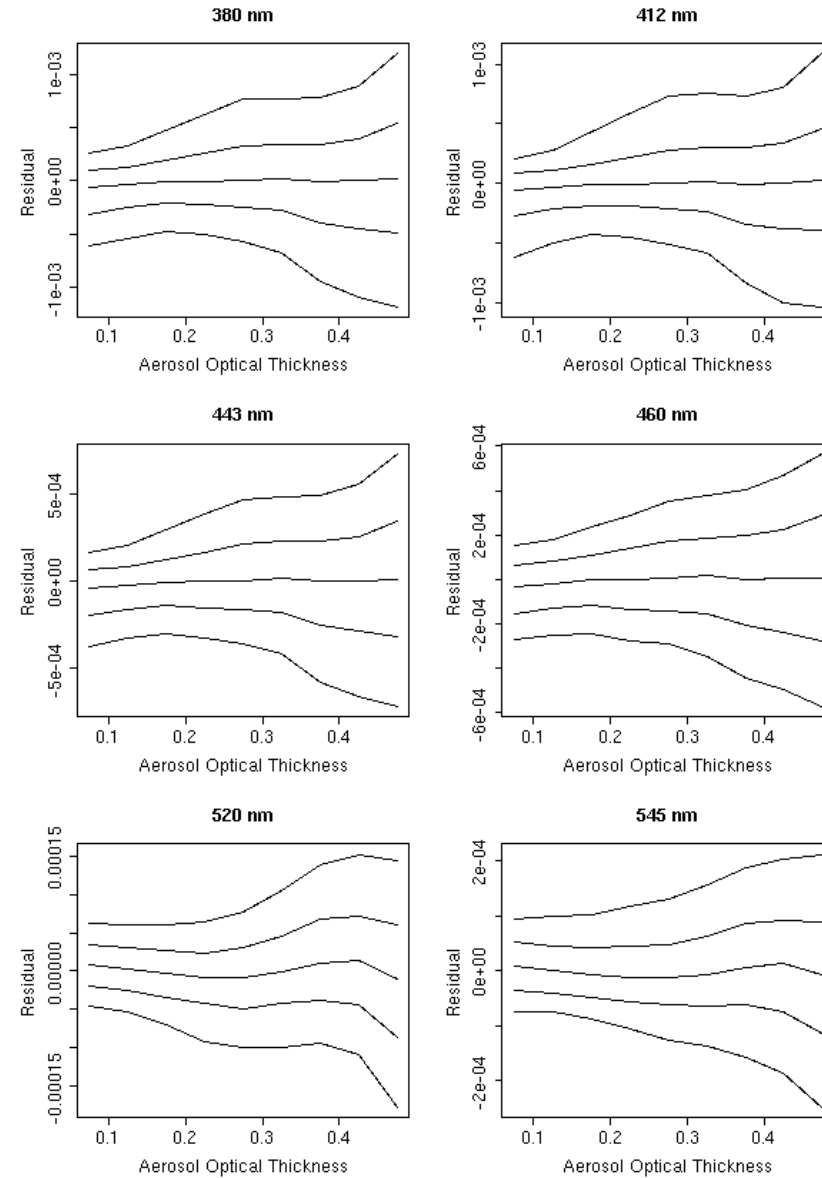 380 nm
412 nm
Residual
1e-03
0e+00
-1e-03
0.1 0.2 0.3 0.4
Aerosol Optical Thickness
Residual
1e-03
0e+00
-1e-03
0.1 0.2 0.3 0.4
Aerosol Optical Thickness
443 nm
460 nm
Residual
5e-04
0e+00
-5e-04
0.1 0.2 0.3 0.4
Aerosol Optical Thickness
Residual
6e-04
2e-04
-2e-04
-6e-04
0.1 0.2 0.3 0.4
Aerosol Optical Thickness
520 nm
545 nm
Residual
0.00015
0.00000
-0.00015
0.1 0.2 0.3 0.4
Aerosol Optical Thickness
Residual
2e-04
0e+00
-2e-04
0.1 0.2 0.3 0.4
Aerosol Optical Thickness